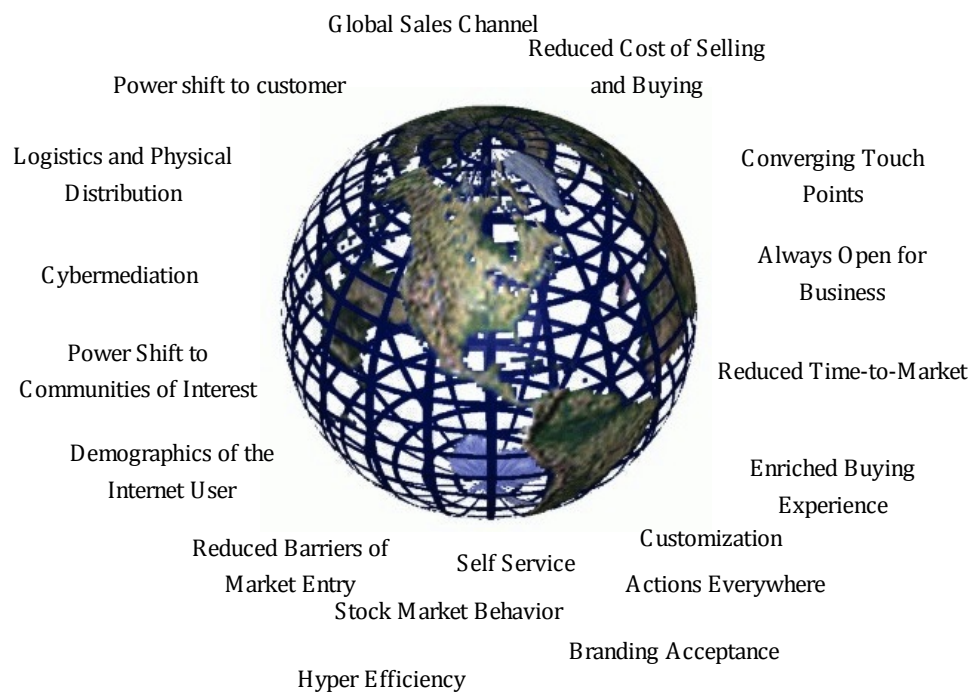 Global Sales Channel
Reduced Cost of Selling
and Buying
Power shift to customer
Logistics and Physical
Distribution
Converging Touch
Points
Cybermediation
Always Open for
Business
Power Shift to
Communities of Interest
Reduced Time-to-Market
Demographics of the
Internet User
Enriched Buying
Experience
Reduced Barriers of
Market Entry
Self Service
Customization
Actions Everywhere
Stock Market Behavior
Branding Acceptance
Hyper Efficiency